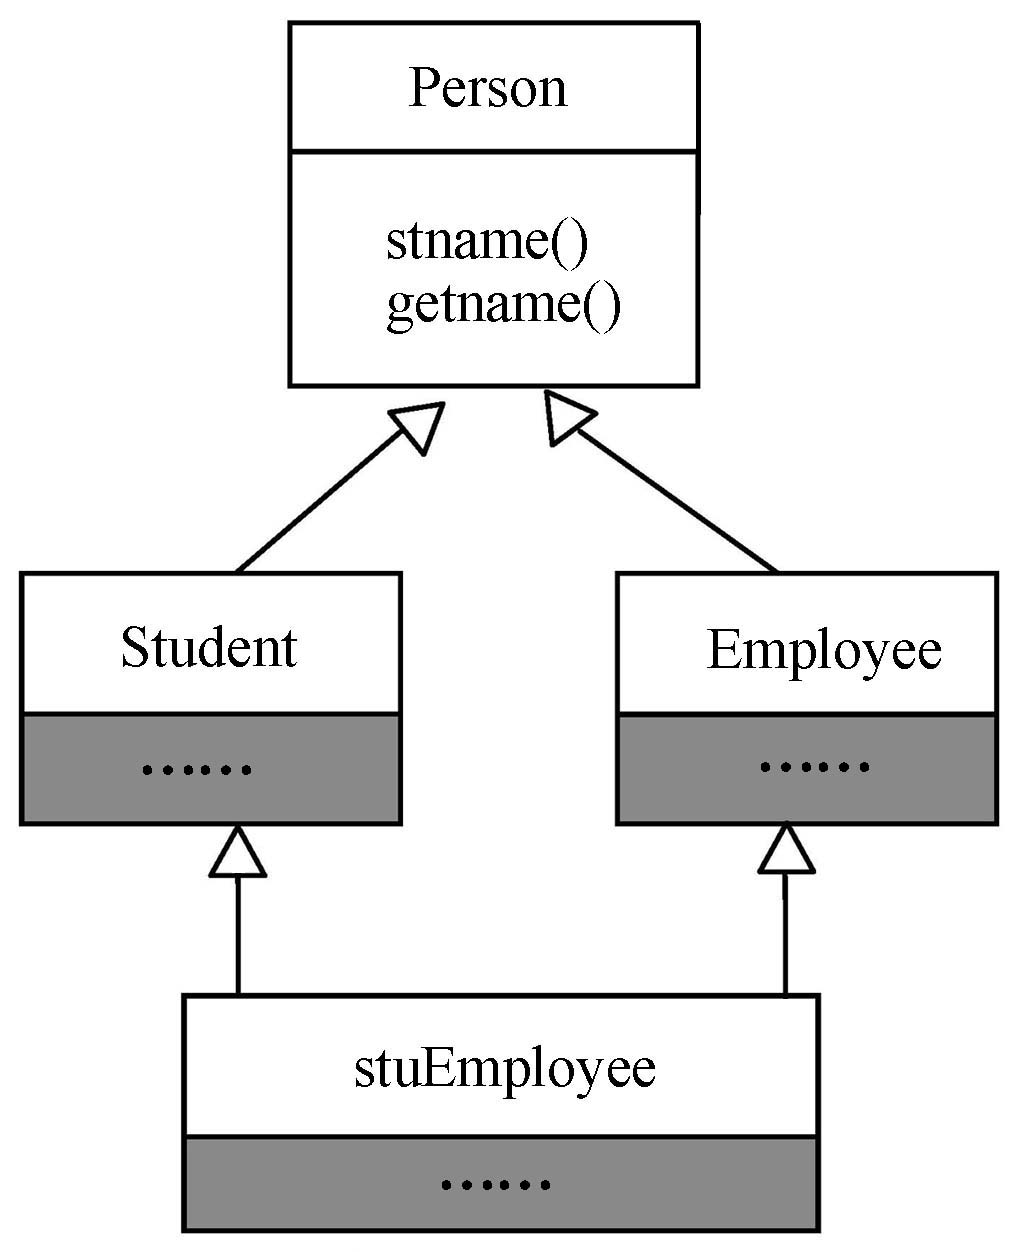 Person
stname()
getname()
Student
Employee
......
......
stuEmployee
......